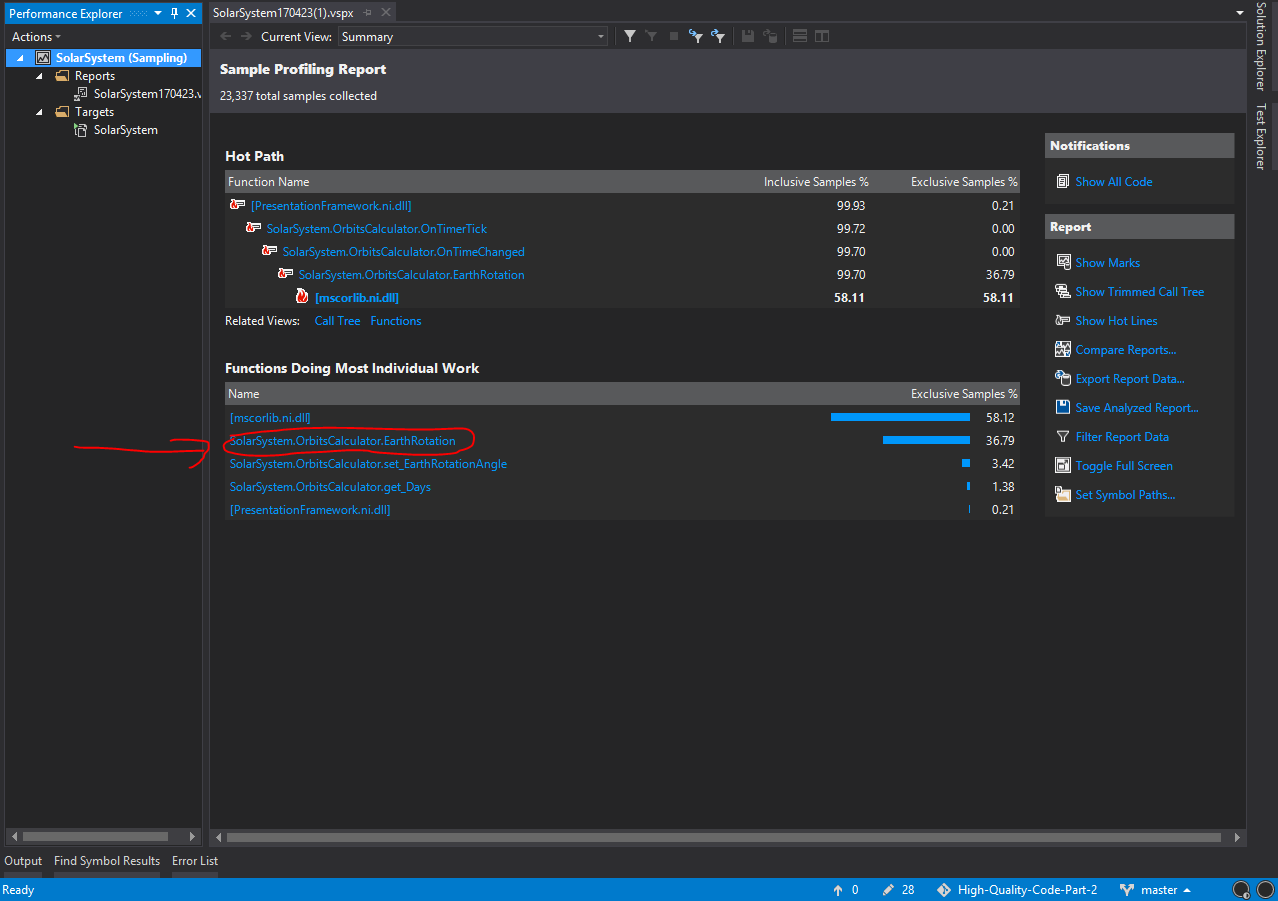 Performance Explorer
Actions
SolarSystem (Sampling)
Reports
SolarSystem170423.v
Targets
SolarSystem
SolarSystem170423(1).vspx
Current View: Summary
Sample Profiling Report
23,337 total samples collected
Hot Path
Function Name Inclusive Samples % Exclusive Samples %
[PresentationFramework.ni.dll] 99.93 0.21
SolarSystem.OrbitsCalculator.OnTimerTick 99.72 0.00
SolarSystem.OrbitsCalculator.OnTimeChanged 99.70 0.00
SolarSystem.OrbitsCalculator.EarthRotation 99.70 36.79
[mscorlib.ni.dll] 58.11 58.11
Related Views: Call Tree Functions
Functions Doing Most Individual Work
Name Exclusive Samples %
[mscorlib.ni.dll] 58.12
SolarSystem.OrbitsCalculator.EarthRotation 36.79
SolarSystem.OrbitsCalculator.set_EarthRotationAngle 3.42
SolarSystem.OrbitsCalculator.get_Days 1.38
[PresentationFramework.ni.dll] 0.21
Notifications
Show All Code
Report
Show Marks
Show Trimmed Call Tree
Show Hot Lines
Compare Reports...
Export Report Data...
Save Analyzed Report...
Filter Report Data
Toggle Full Screen
Set Symbol Paths...
Solution Explorer
Test Explorer
Output Find Symbol Results Error List
Ready 0 28 High-Quality-Code-Part-2 master